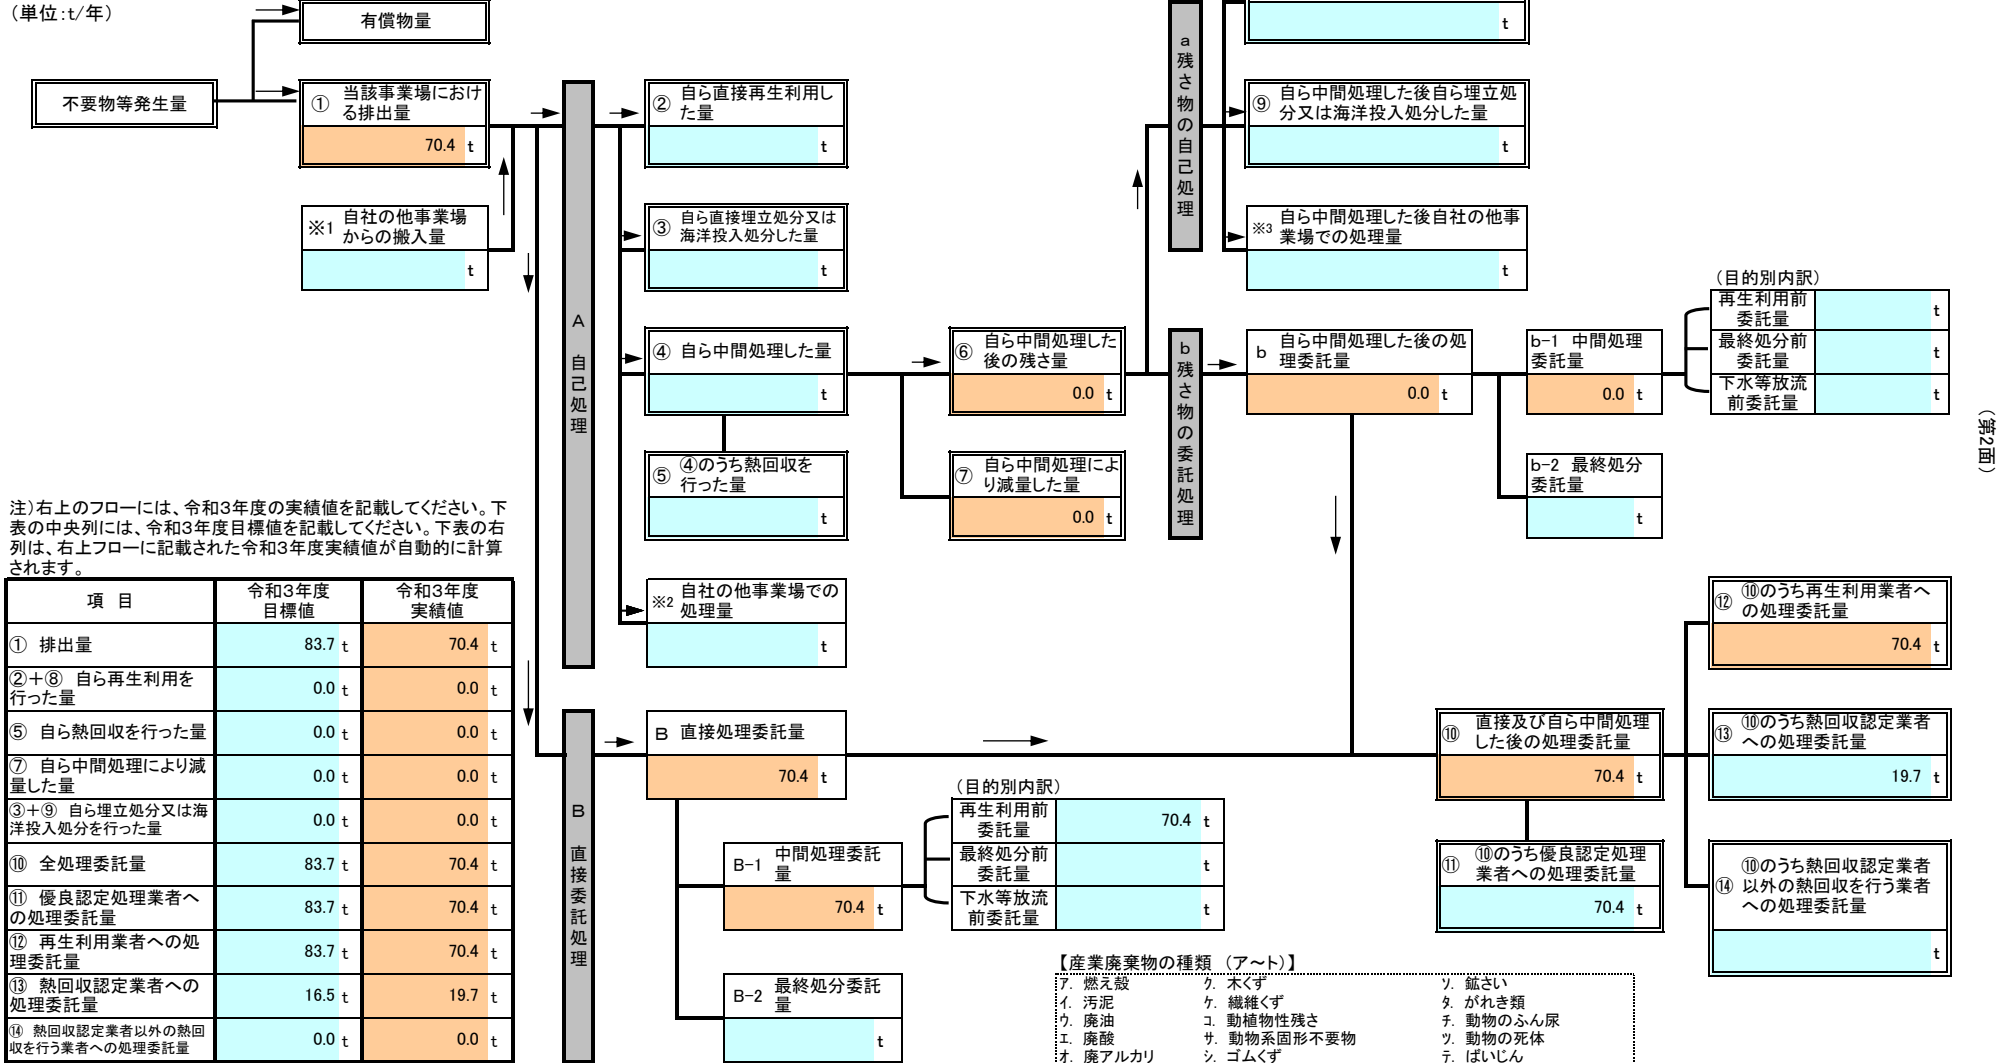 （単位:t/年）
有償物量
不要物等発生量
① 当該事業場におけ
る排出量
70.4 t
※1 自社の他事業場
からの搬入量
t
A 自己処理
② 自ら直接再生利用し
た量
t
③ 自ら直接埋立処分又は
海洋投入処分した量
t
④ 自ら中間処理した量
t
⑤ ④のうち熱回収を
行った量
t
※2 自社の他事業場での
処理量
t
⑥ 自ら中間処理した
後の残さ量
0.0 t
⑦ 自ら中間処理によ
り減量した量
0.0 t
a 残さ物の自己処理
t
⑨ 自ら中間処理した後自ら埋立処
分又は海洋投入処分した量
t
※3 自ら中間処理した後自社の他事
業場での処理量
t
b 残さ物の委託処理
b 自ら中間処理した後の処
理委託量
0.0 t
b-1 中間処理
委託量
0.0 t
b-2 最終処分
委託量
t
（目的別内訳）
再生利用前
委託量
t
最終処分前
委託量
t
下水等放流
前委託量
t
（第2面）
注）右上のフローには、令和3年度の実績値を記載してください。下
表の中央列には、令和3年度目標値を記載してください。下表の右
列は、右上フローに記載された令和3年度実績値が自動的に計算
されます。
項 目 令和3年度 目標値 令和3年度 実績値
① 排出量 83.7 t 70.4 t
②＋⑧ 自ら再生利用を
行った量 0.0 t 0.0 t
⑤ 自ら熱回収を行った量 0.0 t 0.0 t
⑦ 自ら中間処理により減
量した量 0.0 t 0.0 t
③＋⑨ 自ら埋立処分又は海
洋投入処分を行った量 0.0 t 0.0 t
⑩ 全処理委託量 83.7 t 70.4 t
⑪ 優良認定処理業者へ
の処理委託量 83.7 t 70.4 t
⑫ 再生利用業者への処
理委託量 83.7 t 70.4 t
⑬ 熱回収認定業者への
処理委託量 16.5 t 19.7 t
⑭ 熱回収認定業者以外の熱回
収を行う業者への処理委託量 0.0 t 0.0 t
B 直接委託処理
B 直接処理委託量
70.4 t
B-1 中間処理委託
量
70.4 t
B-2 最終処分委託
量
t
（目的別内訳）
再生利用前
委託量
70.4 t
最終処分前
委託量
t
下水等放流
前委託量
t
⑩ 直接及び自ら中間処理
した後の処理委託量
70.4 t
⑪ ⑩のうち優良認定処理
業者への処理委託量
70.4 t
⑫ ⑩のうち再生利用業者へ
の処理委託量
70.4 t
⑬ ⑩のうち熱回収認定業者
への処理委託量
19.7 t
⑭ ⑩のうち熱回収認定業者
以外の熱回収を行う業者
への処理委託量
t
【産業廃棄物の種類 （ア～ト）】
ア. 燃え殻 ク. 木くず ソ. 鉱さい
イ. 汚泥 ケ. 繊維くず タ. がれき類
ウ. 廃油 コ. 動植物性残さ チ. 動物のふん尿
エ. 廃酸 サ. 動物系固形不要物 ツ. 動物の死体
オ. 廃アルカリ シ. ゴムくず テ. ばいじん